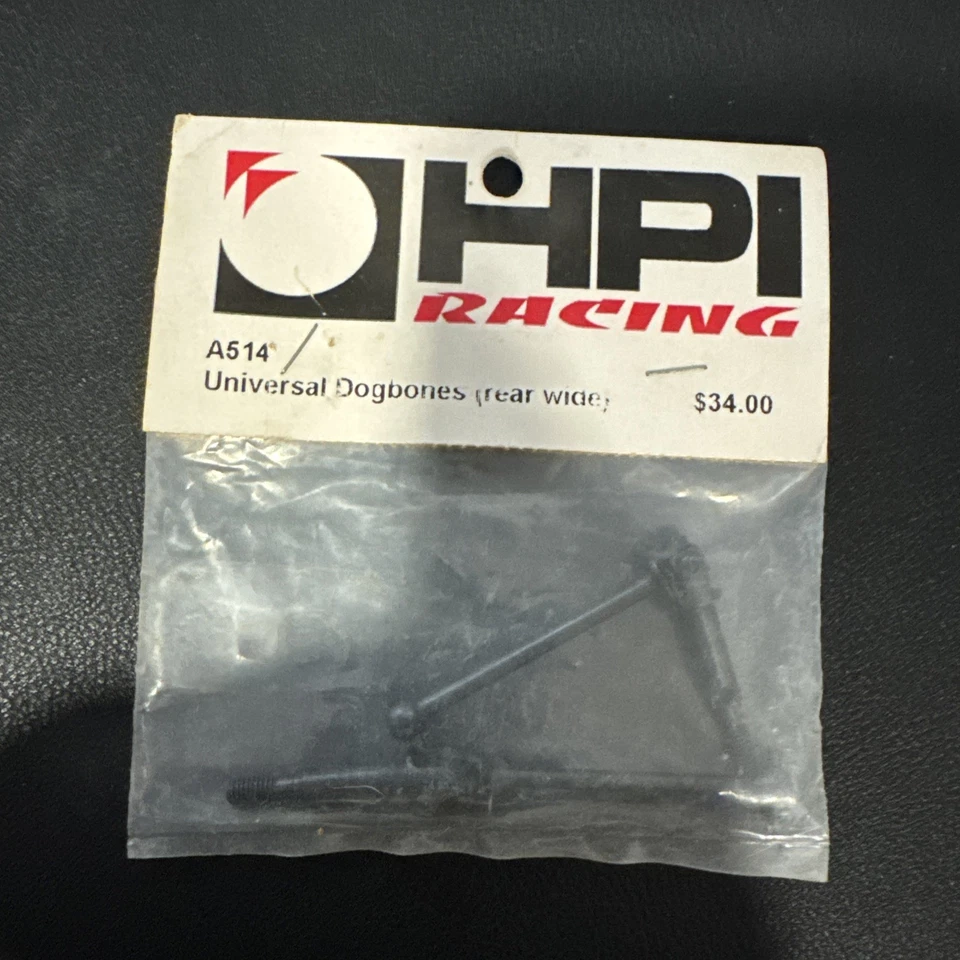 HPI
RACING
A514
Universal Dogbones (rear wide)
$34.00